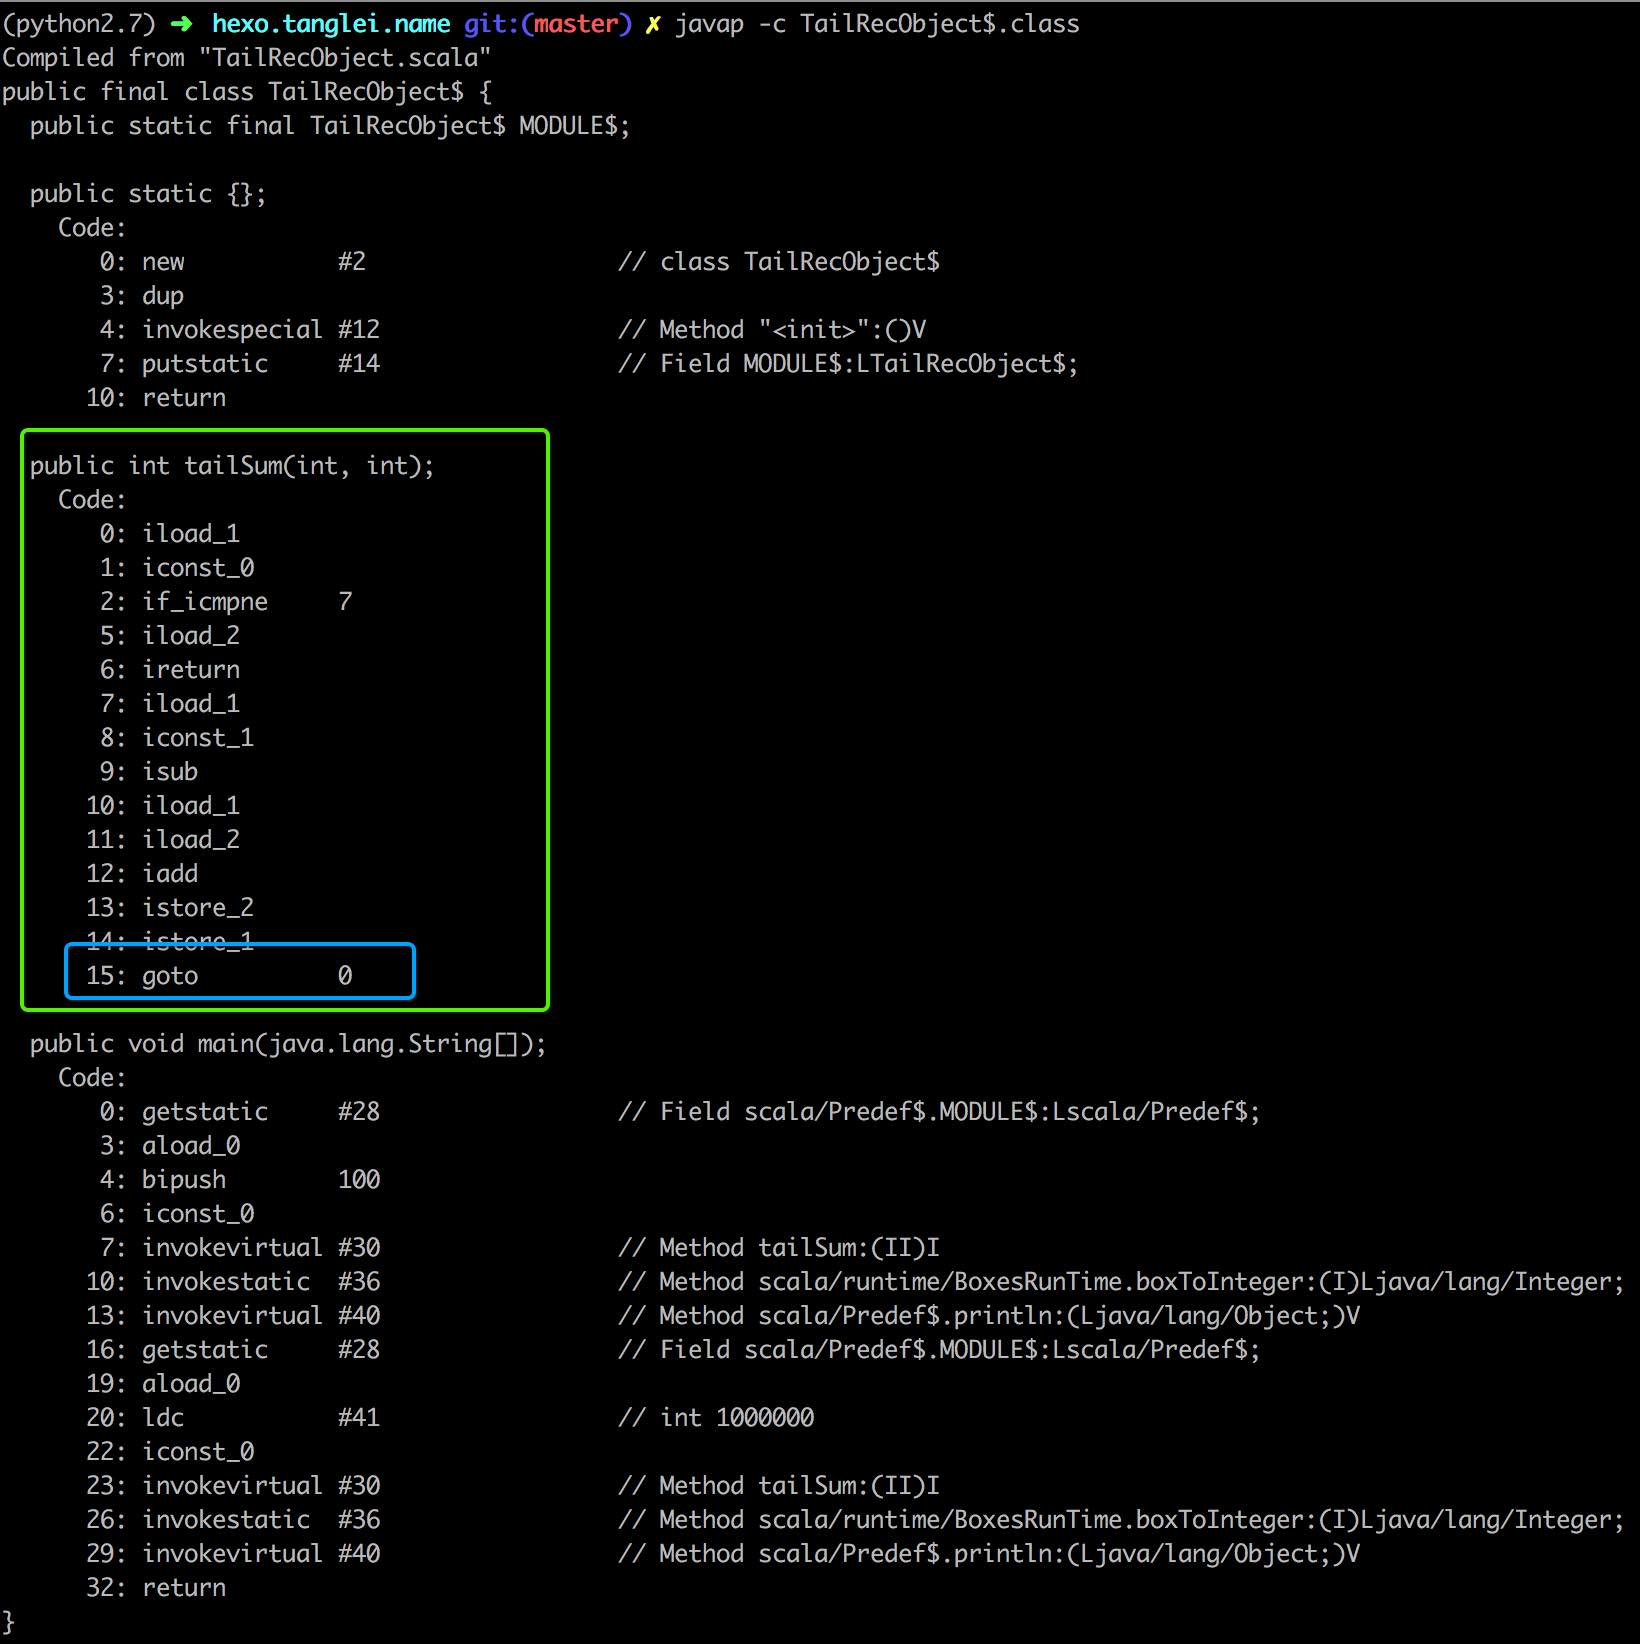 (python2.7) ➜ hexo.tanglei.name git:(master) ✗ javap -c TailRecObject$.class
Compiled from "TailRecObject.scala"
public final class TailRecObject$ {
  public static final TailRecObject$ MODULE$;

  public static {};
    Code:
       0: new           #2                  // class TailRecObject$
       3: dup
       4: invokespecial #12                 // Method "<init>":()V
       7: putstatic     #14                 // Field MODULE$:LTailRecObject$;
      10: return

  public int tailSum(int, int);
    Code:
       0: iload_1
       1: iconst_0
       2: if_icmpne     7
       5: iload_2
       6: ireturn
       7: iload_1
       8: iconst_1
       9: isub
      10: iload_1
      11: iload_2
      12: iadd
      13: istore_2
      14: istore_1
      15: goto          0

  public void main(java.lang.String[]);
    Code:
       0: getstatic     #28                 // Field scala/Predef$.MODULE$:Lscala/Predef$;
       3: aload_0
       4: bipush        100
       6: iconst_0
       7: invokevirtual #30                 // Method tailSum:(II)I
      10: invokestatic  #36                 // Method scala/runtime/BoxesRunTime.boxToInteger:(I)Ljava/lang/Integer;
      13: invokevirtual #40                 // Method scala/Predef$.println:(Ljava/lang/Object;)V
      16: getstatic     #28                 // Field scala/Predef$.MODULE$:Lscala/Predef$;
      19: aload_0
      20: ldc           #41                 // int 1000000
      22: iconst_0
      23: invokevirtual #30                 // Method tailSum:(II)I
      26: invokestatic  #36                 // Method scala/runtime/BoxesRunTime.boxToInteger:(I)Ljava/lang/Integer;
      29: invokevirtual #40                 // Method scala/Predef$.println:(Ljava/lang/Object;)V
      32: return
}